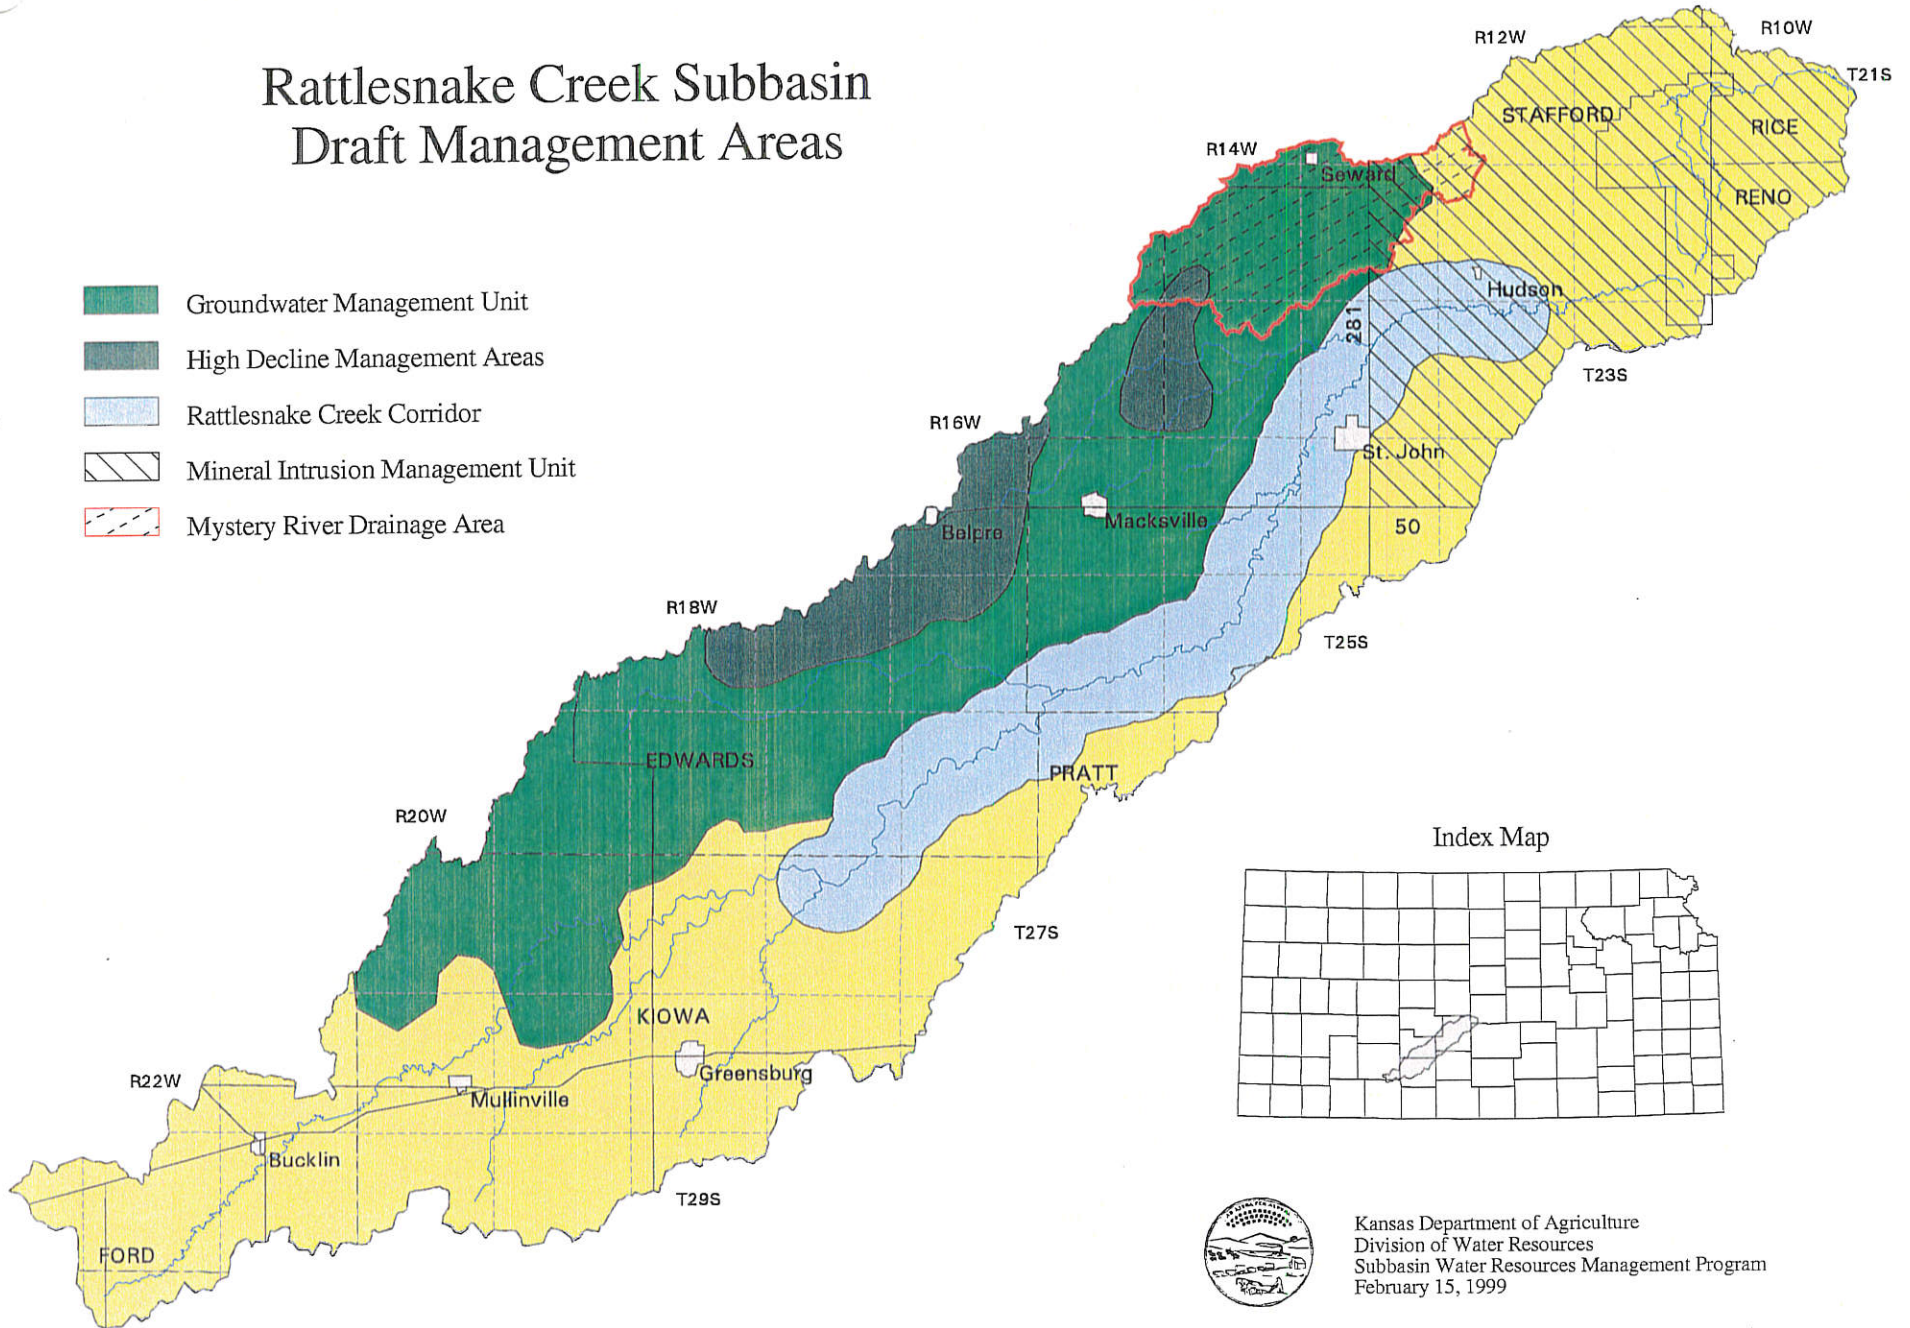 Rattlesnake Creek Subbasin
Draft Management Areas
Groundwater Management Unit
High Decline Management Areas
Rattlesnake Creek Corridor
Mineral Intrusion Management Unit
Mystery River Drainage Area
R10W
R12W
T21S
STAFFORD
RICE
R14W
Seward
RENO
Hudson
281
T23S
R16W
St. John
Macksville
50
Belpre
R18W
T25S
EDWARDS
PRATT
R20W
T27S
KIOWA
Greensburg
R22W
Mullinville
Bucklin
T29S
FORD
Index Map
Kansas Department of Agriculture
Division of Water Resources
Subbasin Water Resources Management Program
February 15, 1999